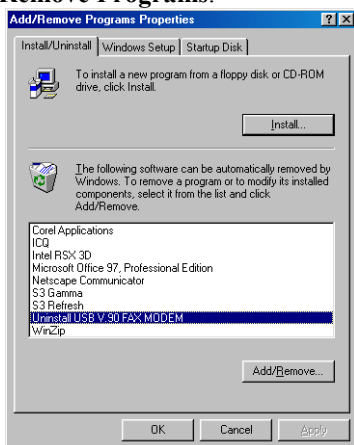 Remove Programs.
Add/Remove Programs Properties
Install/Uninstall
Windows Setup
Startup Disk
To install a new program from a floppy disk or CD-ROM
drive, click Install.
Install...
The following software can be automatically removed by
Windows. To remove a program or to modify its installed
components, select it from the list and click
Add/Remove.
Corel Applications
ICQ
Intel RSX 3D
Microsoft Office 97, Professional Edition
Netscape Communicator
S3 Gamma
S3 Refresh
Uninstall USB V.90 FAX MODEM
WinZip
Add/Remove...
OK
Cancel
Apply